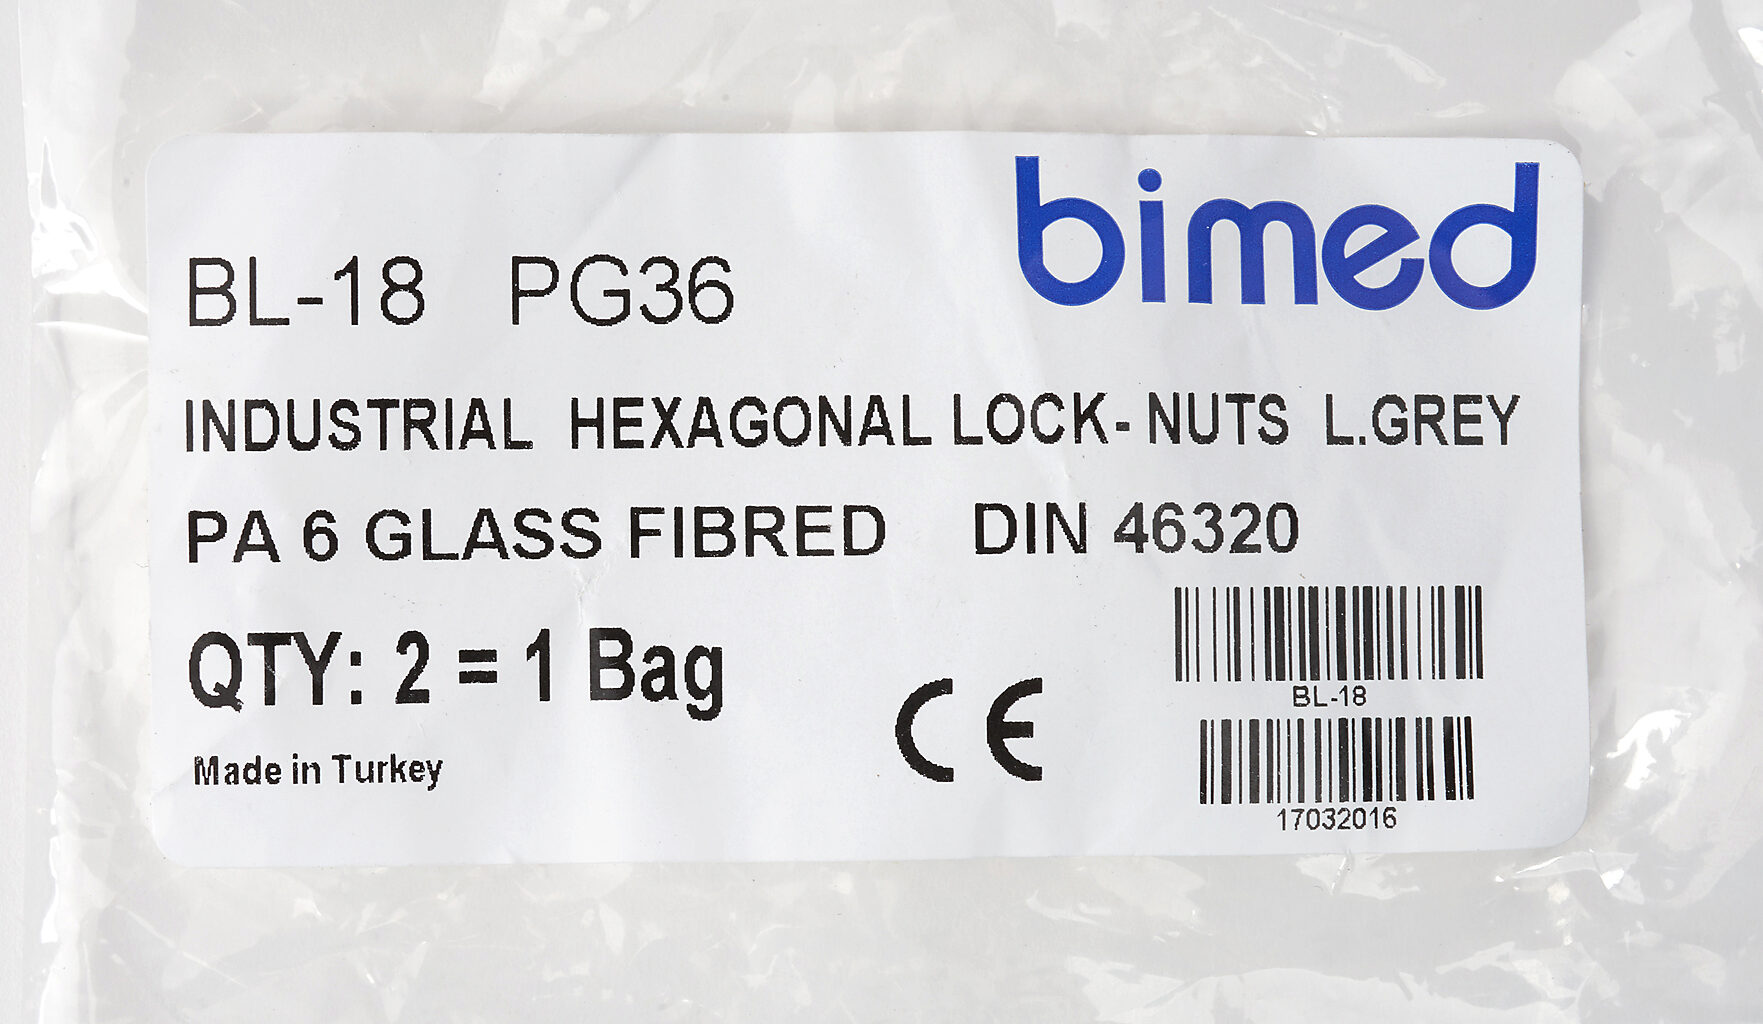 bimed
BL-18 PG36
INDUSTRIAL HEXAGONAL LOCK- NUTS L.GREY
PA 6 GLASS FIBRED DIN 46320
QTY: 2 = 1 Bag
Made in Turkey
CE
BL-18
17032016